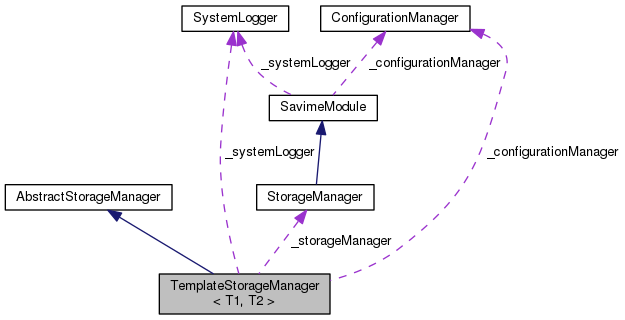 SystemLogger
ConfigurationManager
_systemLogger
_configurationManager
SavimeModule
_systemLogger
_configurationManager
AbstractStorageManager
StorageManager
_storageManager
TemplateStorageManager
< T1, T2 >